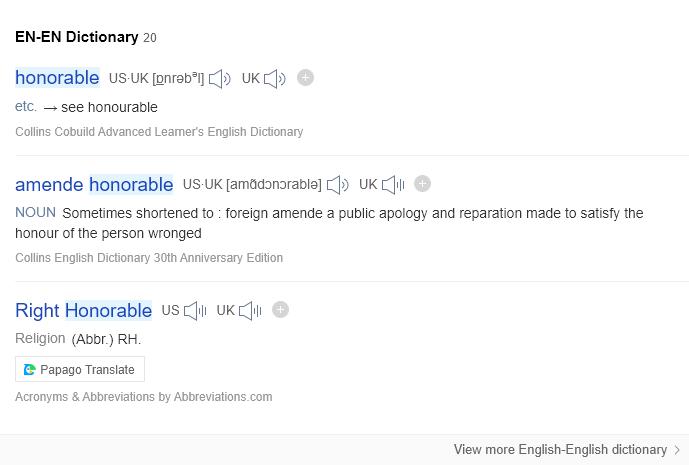 EN-EN Dictionary 20
honorable US·UK [ɒnrəbᵊl] UK
etc. → see honourable
Collins Cobuild Advanced Learner's English Dictionary
amende honorable US·UK [amɑ̃dɔnɔrablə] UK
NOUN Sometimes shortened to : foreign amende a public apology and reparation made to satisfy the
honour of the person wronged
Collins English Dictionary 30th Anniversary Edition
Right Honorable US UK
Religion (Abbr.) RH.
Papago Translate
Acronyms & Abbreviations by Abbreviations.com
View more English-English dictionary